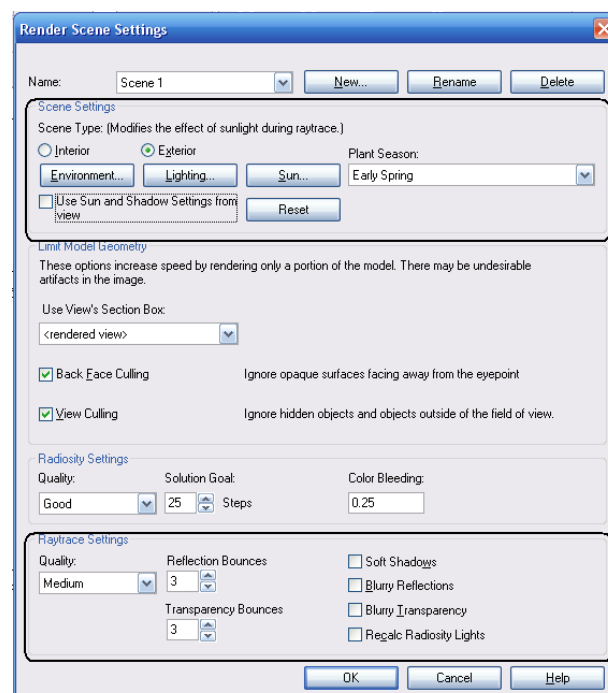 Render Scene Settings
Name: Scene 1 New... Rename Delete
Scene Settings
Scene Type: (Modifies the effect of sunlight during raytrace.)
Interior Exterior Plant Season:
Environment... Lighting... Sun... Early Spring
Use Sun and Shadow Settings from
view Reset
Limit Model Geometry
These options increase speed by rendering only a portion of the model. There may be undesirable
artifacts in the image.
Use View's Section Box:
<rendered view>
Back Face Culling Ignore opaque surfaces facing away from the eyepoint
View Culling Ignore hidden objects and objects outside of the field of view.
Radiosity Settings
Quality: Solution Goal: Color Bleeding:
Good 25 Steps 0.25
Raytrace Settings
Quality: Reflection Bounces Soft Shadows
Medium 3 Blurry Reflections
Transparency Bounces Blurry Transparency
3 Recalc Radiosity Lights
OK Cancel Help